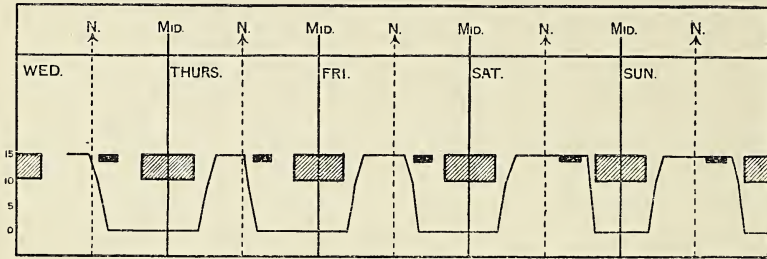 N. MID. N. MID. N. MID. N. MID. N.
WED. THURS. FRI. SAT. SUN.
15
10
5
0